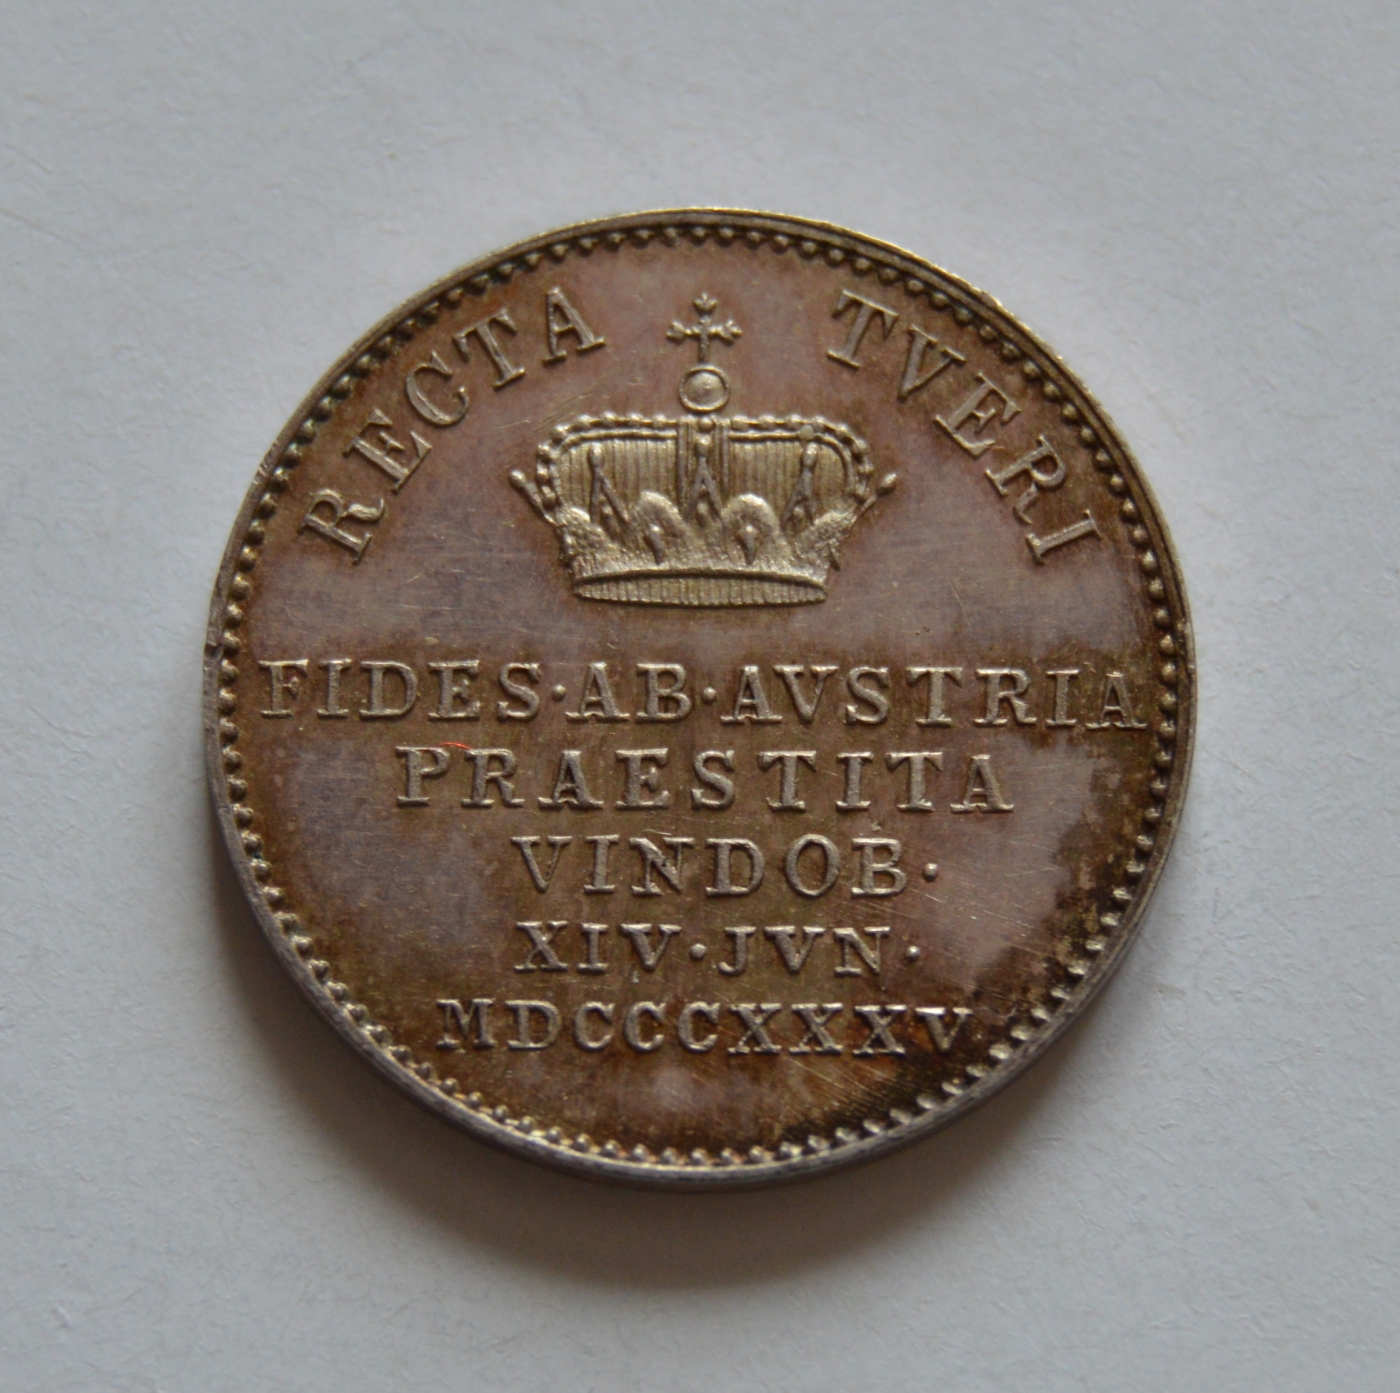 RECTA TVERI
FIDES·AB·AVSTRIA
PRAESTITA
VINDOB·
XIV·JVN·
MDCCCXXXV